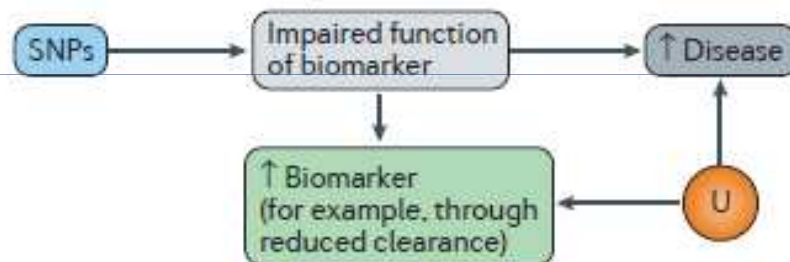 SNPs
Impaired function
of biomarker
↑ Disease
↑ Biomarker
(for example, through
reduced clearance)
U